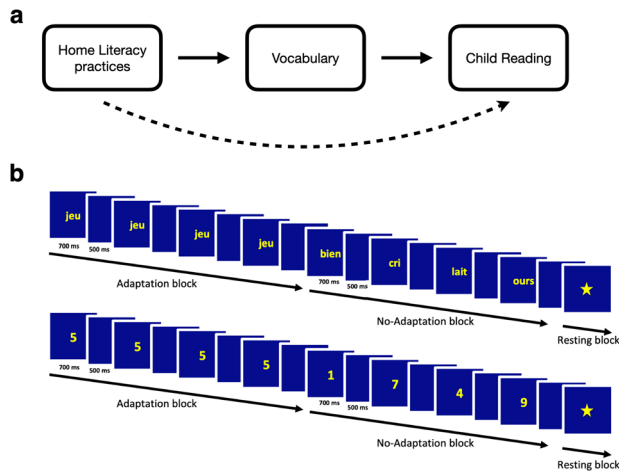 a
Home Literacy
practices
Vocabulary
Child Reading
b
jeu
jeu
jeu
jeu
bien
cri
lait
ours
700 ms
500 ms
700 ms
500 ms
Adaptation block
No-Adaptation block
Resting block
5
5
5
5
1
7
4
9
700 ms
500 ms
700 ms
500 ms
Adaptation block
No-Adaptation block
Resting block